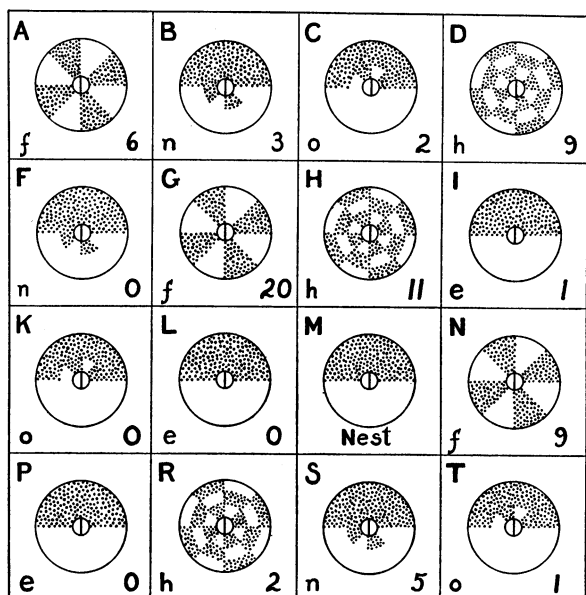 A B C D
f 6 n 3 o 2 h 9
F G H I
n 0 f 20 h 11 e 1
K L M N
o 0 e 0 Nest f 9
P R S T
e 0 h 2 n 5 o 1